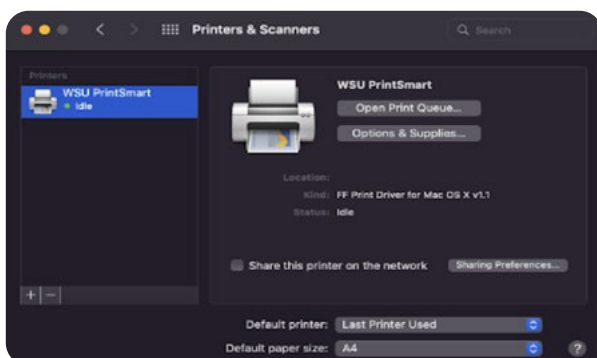 Printers & Scanners
Search
Printers
WSU PrintSmart
Idle
WSU PrintSmart
Open Print Queue...
Options & Supplies...
Location:
Kind: FF Print Driver for Mac OS X v1.1
Status: Idle
Share this printer on the network
Sharing Preferences...
+ −
Default printer: Last Printer Used
Default paper size: A4
?